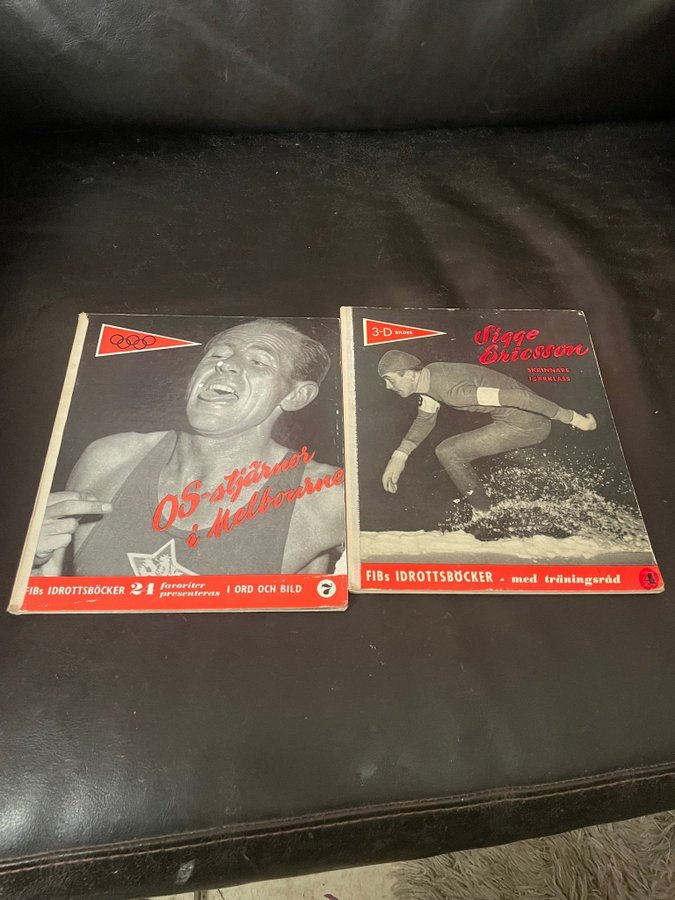 OS-stjärnor
i Melbourne
FIBs IDROTTSBÖCKER 21 favoriter
presenteras I ORD OCH BILD 7
3-D BILDER
Sigge
Ericsson
SKRINNARE
I SÄRKLASS
FIBs IDROTTSBÖCKER - med träningsråd 4